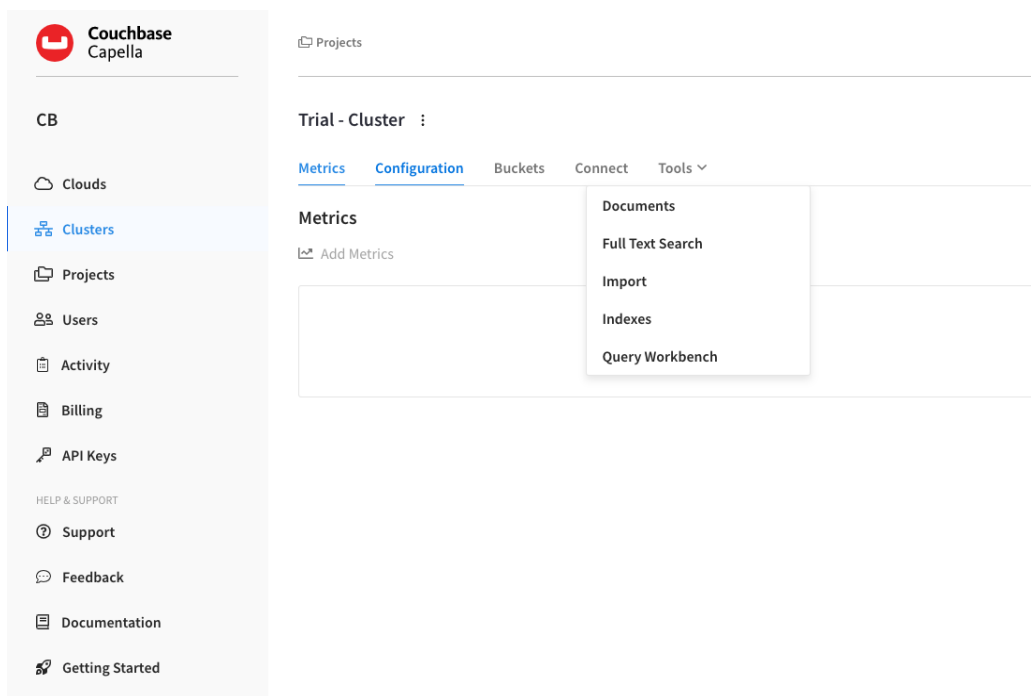 Couchbase
Capella
CB
Clouds
Clusters
Projects
Users
Activity
Billing
API Keys
HELP & SUPPORT
Support
Feedback
Documentation
Getting Started
Projects
Trial - Cluster
Metrics Configuration Buckets Connect Tools
Metrics
Add Metrics
Documents
Full Text Search
Import
Indexes
Query Workbench